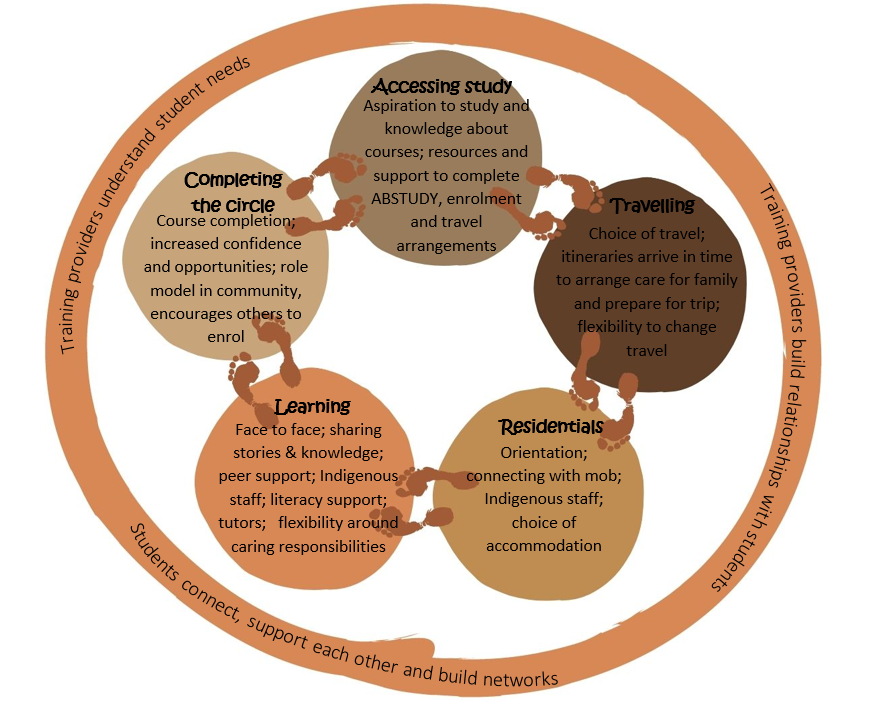 Training providers understand student needs
Accessing study
Aspiration to study and
knowledge about
courses; resources and
support to complete
ABSTUDY, enrolment
and travel
arrangements
Travelling
Choice of travel;
itineraries arrive in time
to arrange care for family
and prepare for trip;
flexibility to change
travel
Training providers build relationships with students
Residentials
Orientation;
connecting with mob;
Indigenous staff;
choice of
accommodation
Learning
Face to face; sharing
stories & knowledge;
peer support; Indigenous
staff; literacy support;
tutors; flexibility around
caring responsibilities
Completing
the circle
Course completion;
increased confidence
and opportunities; role
model in community,
encourages others to
enrol
Students connect, support each other and build networks